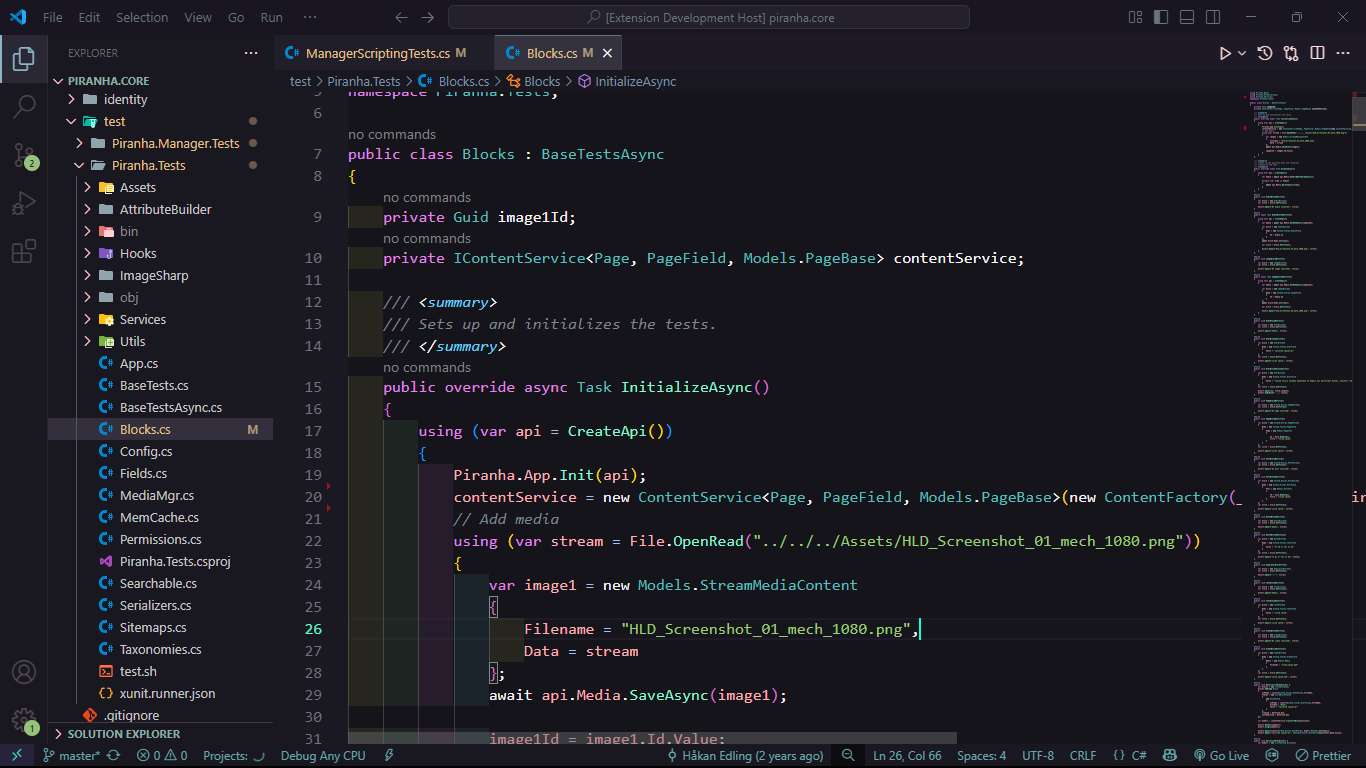 File Edit Selection View Go Run ··· [Extension Development Host] piranha.core
EXPLORER ···
PIRANHA.CORE
identity
test
Piranha.Manager.Tests
Piranha.Tests
Assets
AttributeBuilder
bin
Hooks
ImageSharp
obj
Services
Utils
C# App.cs
C# BaseTests.cs
C# BaseTestsAsync.cs
C# Blocks.cs M
C# Config.cs
C# Fields.cs
C# MediaMgr.cs
C# MemCache.cs
C# Permissions.cs
Piranha.Tests.csproj
C# Searchable.cs
C# Serializers.cs
C# Sitemaps.cs
C# Taxonomies.cs
test.sh
xunit.runner.json
.gitignore
SOLUTION EXPLORER
2
1
C# ManagerScriptingTests.cs M C# Blocks.cs M
test > Piranha.Tests > C# Blocks.cs > Blocks > InitializeAsync
5 namespace Piranha.Tests;
6
no commands
7 public class Blocks : BaseTestsAsync
8 {
no commands
9 private Guid image1Id;
no commands
10 private IContentService<Page, PageField, Models.PageBase> contentService;
11
12 /// <summary>
13 /// Sets up and initializes the tests.
14 /// </summary>
no commands
15 public override async Task InitializeAsync()
16 {
17 using (var api = CreateApi())
18 {
19 Piranha.App.Init(api);
20 contentService = new ContentService<Page, PageField, Models.PageBase>(new ContentFactory(_ in
21 // Add media
22 using (var stream = File.OpenRead("../../../Assets/HLD_Screenshot_01_mech_1080.png"))
23 {
24 var image1 = new Models.StreamMediaContent
25 {
26 Filename = "HLD_Screenshot_01_mech_1080.png",
27 Data = stream
28 };
29 await api.Media.SaveAsync(image1);
30
31 image1Id = image1.Id.Value;
master* 0 0 Projects: Debug Any CPU Håkan Edling (2 years ago) Ln 26, Col 66 Spaces: 4 UTF-8 CRLF {} C# Go Live Prettier